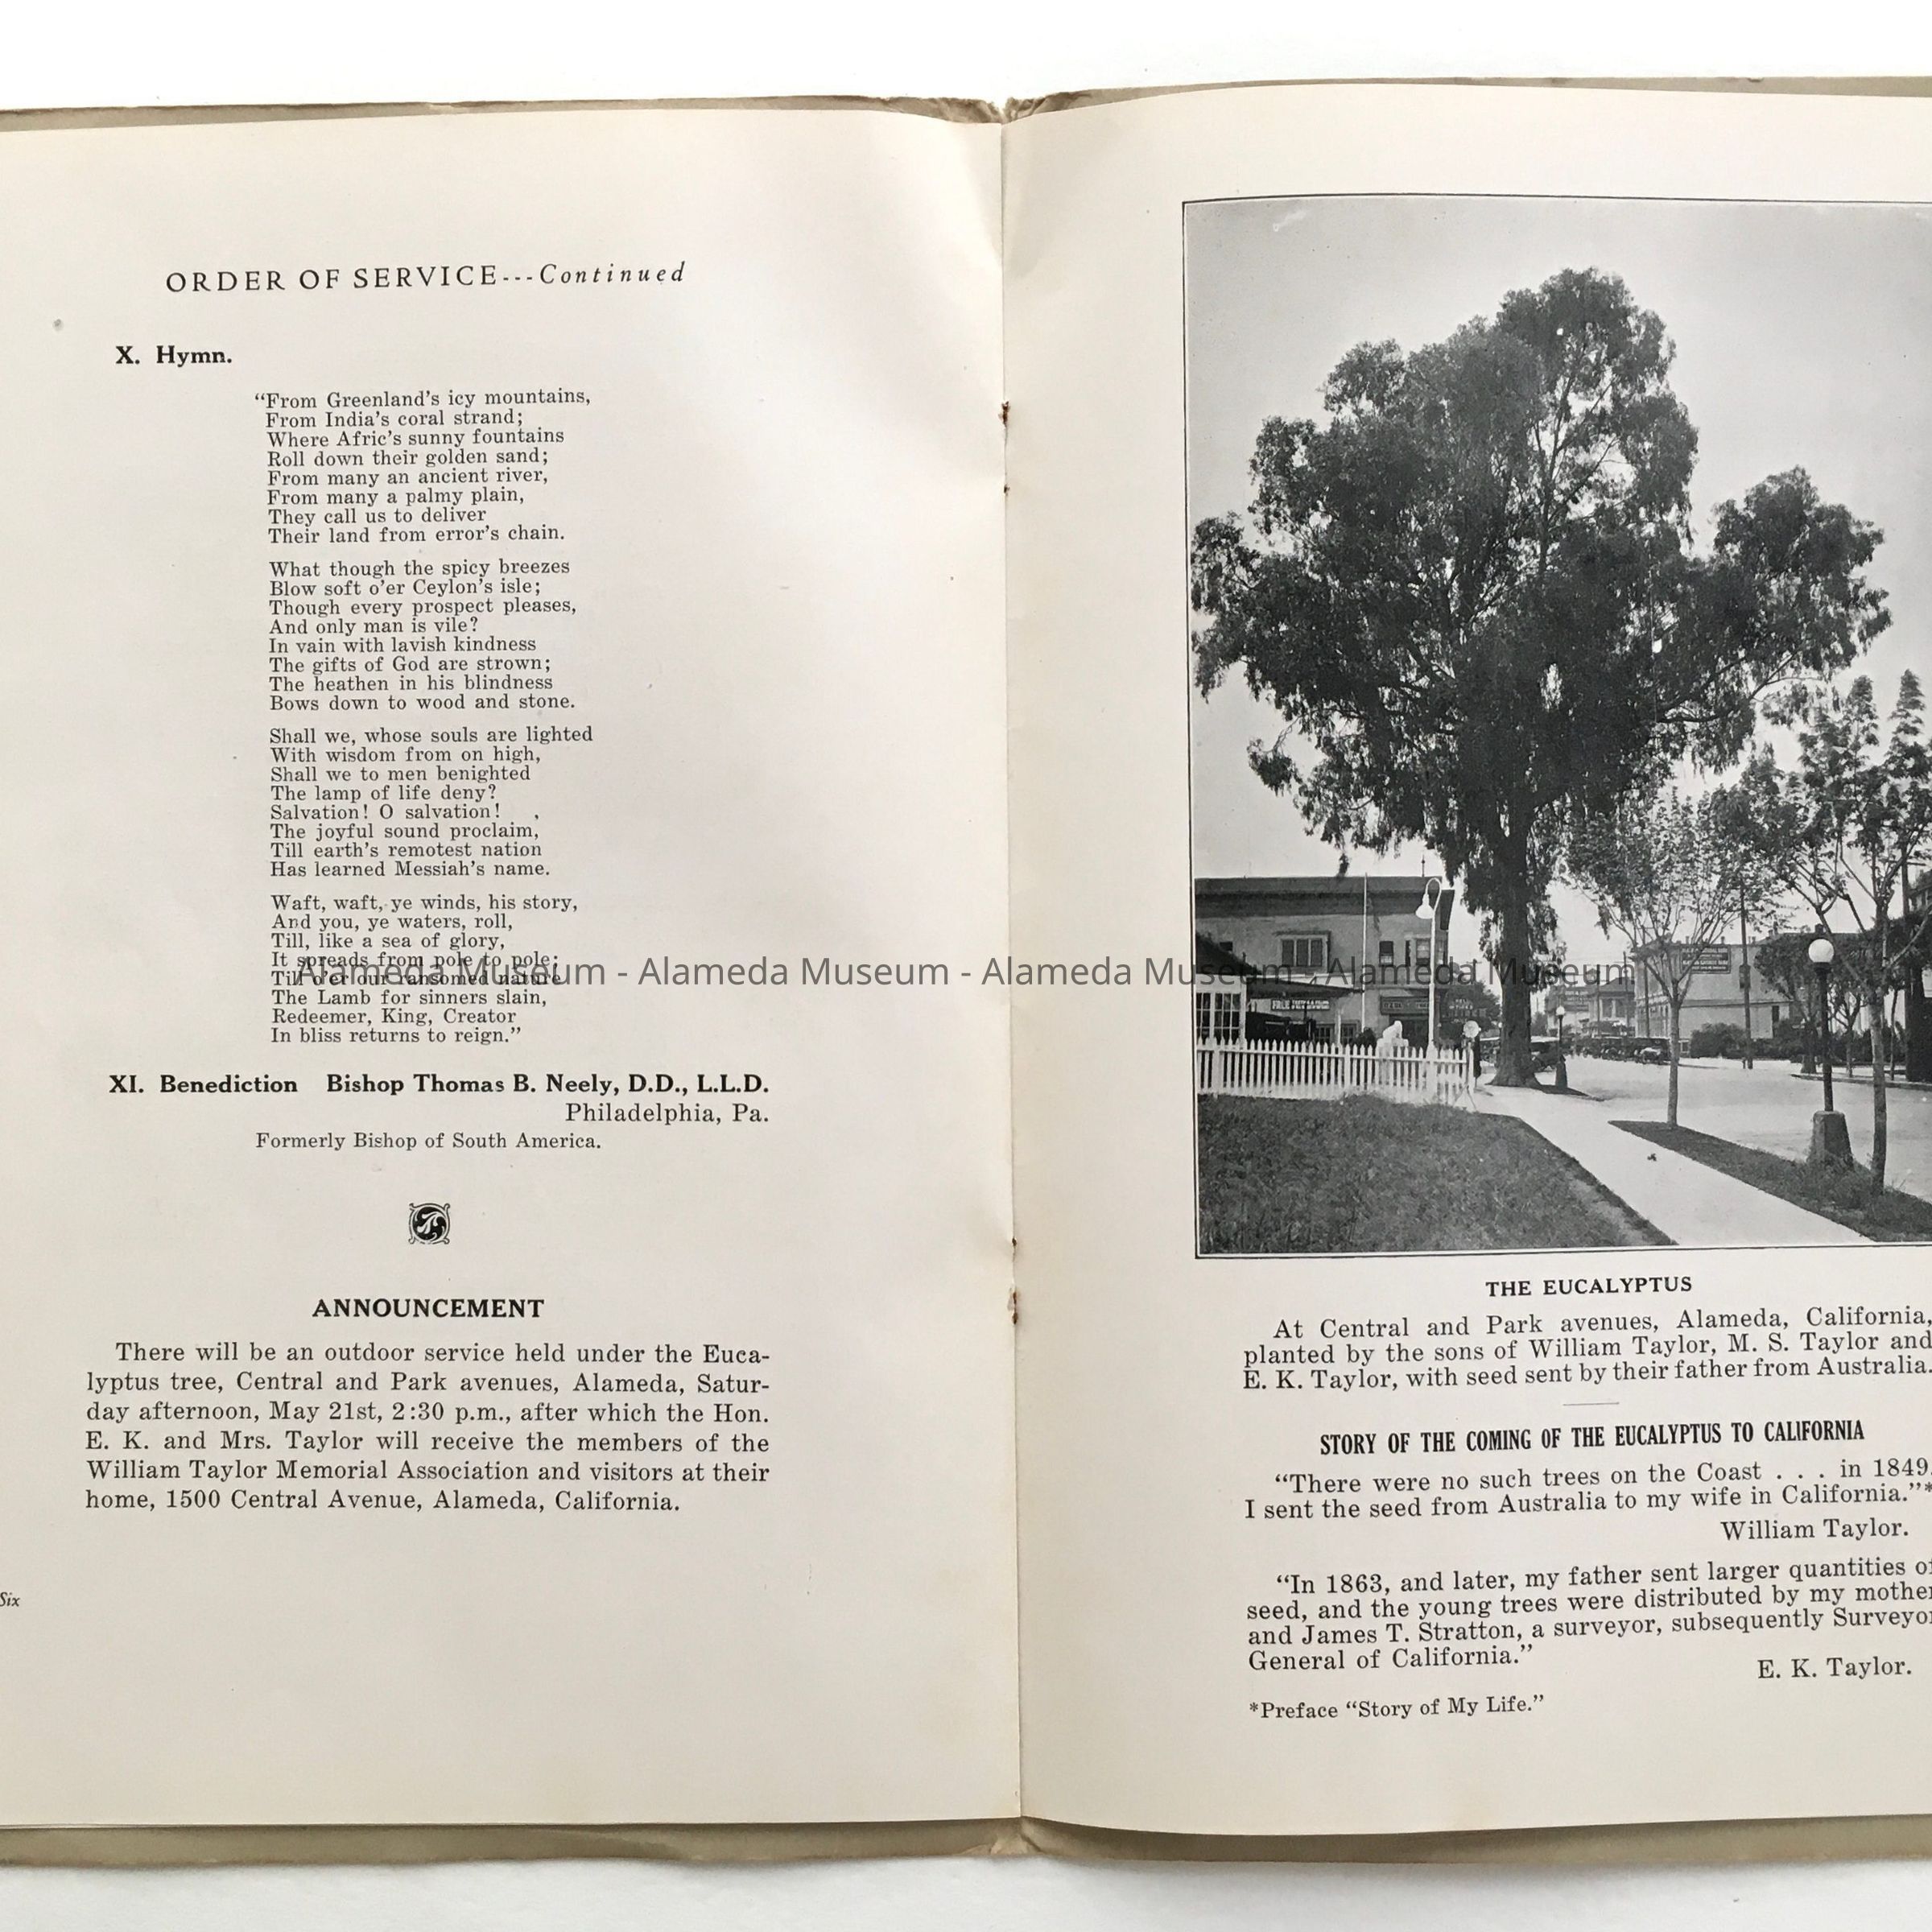 ORDER OF SERVICE---Continued
X. Hymn.
“From Greenland’s icy mountains,
From India’s coral strand;
Where Afric’s sunny fountains
Roll down their golden sand;
From many an ancient river,
From many a palmy plain,
They call us to deliver
Their land from error’s chain.
What though the spicy breezes
Blow soft o’er Ceylon’s isle;
Though every prospect pleases,
And only man is vile?
In vain with lavish kindness
The gifts of God are strown;
The heathen in his blindness
Bows down to wood and stone.
Shall we, whose souls are lighted
With wisdom from on high,
Shall we to men benighted
The lamp of life deny?
Salvation! O salvation!
The joyful sound proclaim,
Till earth’s remotest nation
Has learned Messiah’s name.
Waft, waft, ye winds, his story,
And you, ye waters, roll,
Till, like a sea of glory,
It spreads from pole to pole;
Till o’er our ransomed nature
The Lamb for sinners slain,
Redeemer, King, Creator
In bliss returns to reign.”
XI. Benediction Bishop Thomas B. Neely, D.D., L.L.D.
Philadelphia, Pa.
Formerly Bishop of South America.
ANNOUNCEMENT
There will be an outdoor service held under the Euca-
lyptus tree, Central and Park avenues, Alameda, Satur-
day afternoon, May 21st, 2:30 p.m., after which the Hon.
E. K. and Mrs. Taylor will receive the members of the
William Taylor Memorial Association and visitors at their
home, 1500 Central Avenue, Alameda, California.
Six
Alameda Museum - Alameda Museum - Alameda Museum - Alameda Museum
FREE
THE EUCALYPTUS
At Central and Park avenues, Alameda, California,
planted by the sons of William Taylor, M. S. Taylor and
E. K. Taylor, with seed sent by their father from Australia.
STORY OF THE COMING OF THE EUCALYPTUS TO CALIFORNIA
“There were no such trees on the Coast . . . in 1849.
I sent the seed from Australia to my wife in California.”*
William Taylor.
“In 1863, and later, my father sent larger quantities of
seed, and the young trees were distributed by my mother
and James T. Stratton, a surveyor, subsequently Surveyor
General of California.”
E. K. Taylor.
*Preface “Story of My Life.”